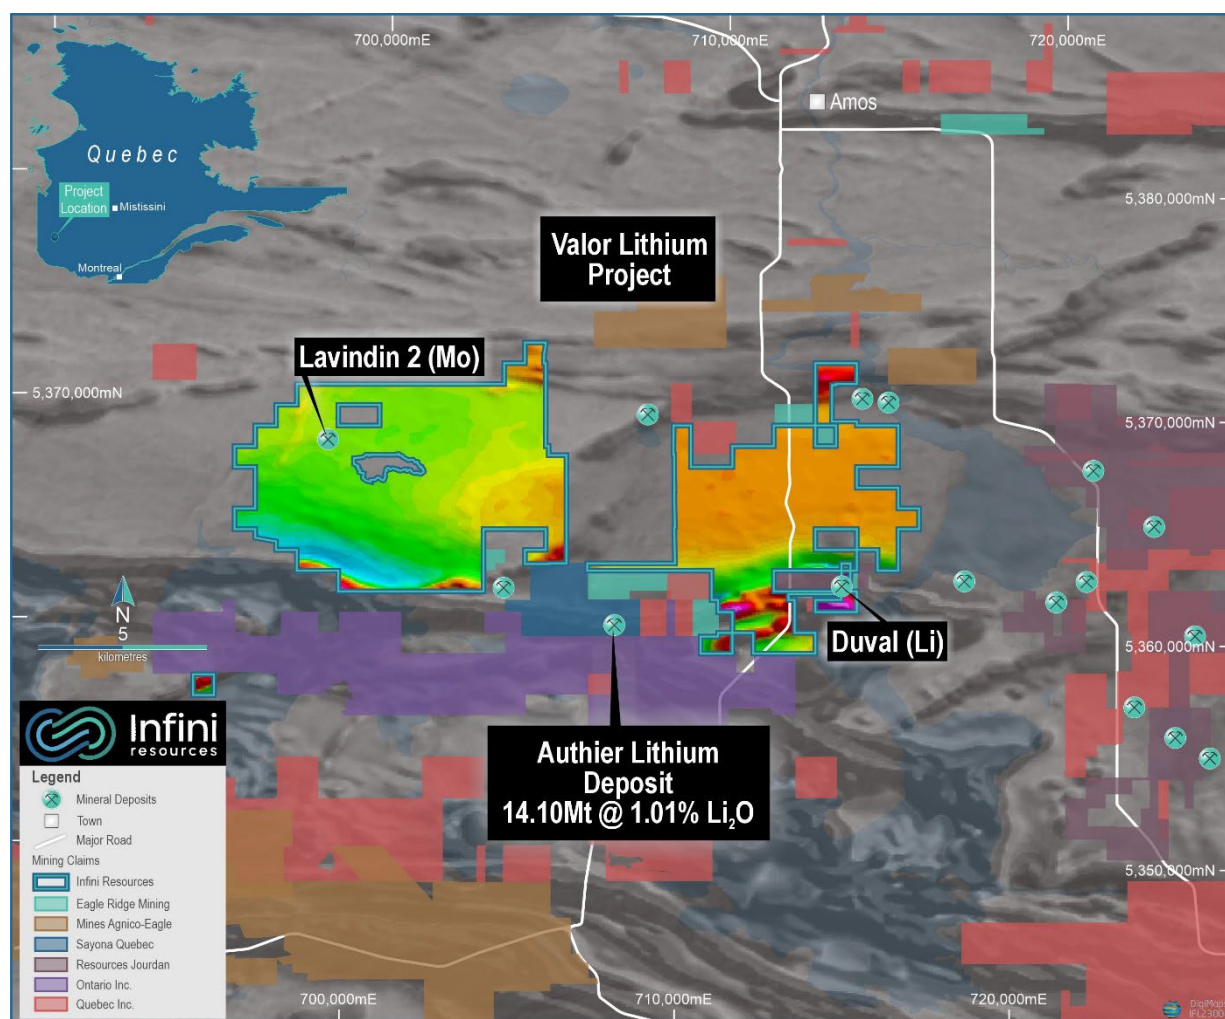 700,000mE
710,000mE
720,000mE
Amos
Quebec
Project
Location
Mistissini
Montreal
5,380,000mN
Valor Lithium
Project
Lavindin 2 (Mo)
5,370,000mN
5,370,000mN
N
5
kilometres
Duval (Li)
5,360,000mN
Infini
resources
Authier Lithium
Deposit
14.10Mt @ 1.01% Li₂O
Legend
Mineral Deposits
Town
Major Road
Mining Claims
Infini Resources
Eagle Ridge Mining
Mines Agnico-Eagle
Sayona Quebec
Resources Jourdan
Ontario Inc.
Quebec Inc.
5,350,000mN
700,000mE
710,000mE
720,000mE
DigiMaps